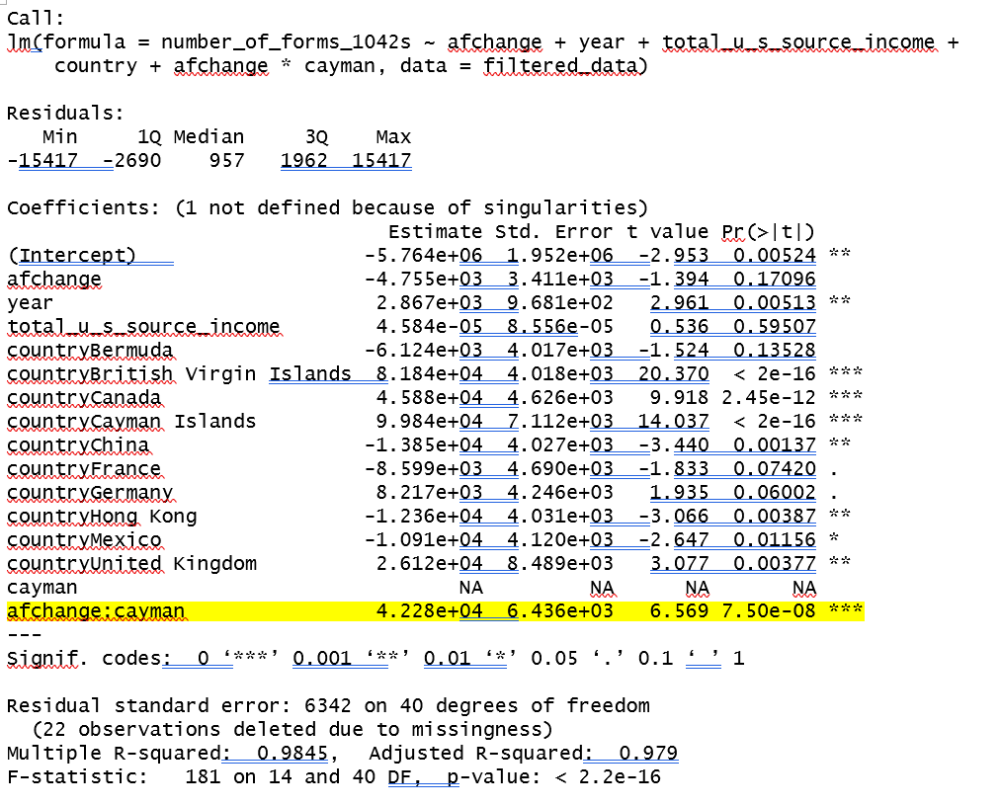 Call:
lm(formula = number_of_forms_1042s ~ afchange + year + total_u_s_source_income +
    country + afchange * cayman, data = filtered_data)
Residuals:
   Min     1Q Median     3Q    Max
-15417  -2690    957   1962  15417
Coefficients: (1 not defined because of singularities)
Estimate Std. Error t value Pr(>|t|)
(Intercept) -5.764e+06 1.952e+06 -2.953 0.00524 **
afchange -4.755e+03 3.411e+03 -1.394 0.17096
year 2.867e+03 9.681e+02 2.961 0.00513 **
total_u_s_source_income 4.584e-05 8.556e-05 0.536 0.59507
countryBermuda -6.124e+03 4.017e+03 -1.524 0.13528
countryBritish Virgin Islands 8.184e+04 4.018e+03 20.370 < 2e-16 ***
countryCanada 4.588e+04 4.626e+03 9.918 2.45e-12 ***
countryCayman Islands 9.984e+04 7.112e+03 14.037 < 2e-16 ***
countryChina -1.385e+04 4.027e+03 -3.440 0.00137 **
countryFrance -8.599e+03 4.690e+03 -1.833 0.07420 .
countryGermany 8.217e+03 4.246e+03 1.935 0.06002 .
countryHong Kong -1.236e+04 4.031e+03 -3.066 0.00387 **
countryMexico -1.091e+04 4.120e+03 -2.647 0.01156 *
countryUnited Kingdom 2.612e+04 8.489e+03 3.077 0.00377 **
cayman NA NA NA NA
afchange:cayman 4.228e+04 6.436e+03 6.569 7.50e-08 ***
---
Signif. codes:  0 ‘***’ 0.001 ‘**’ 0.01 ‘*’ 0.05 ‘.’ 0.1 ‘ ’ 1
Residual standard error: 6342 on 40 degrees of freedom
  (22 observations deleted due to missingness)
Multiple R-squared:  0.9845,	Adjusted R-squared:  0.979
F-statistic:   181 on 14 and 40 DF,  p-value: < 2.2e-16